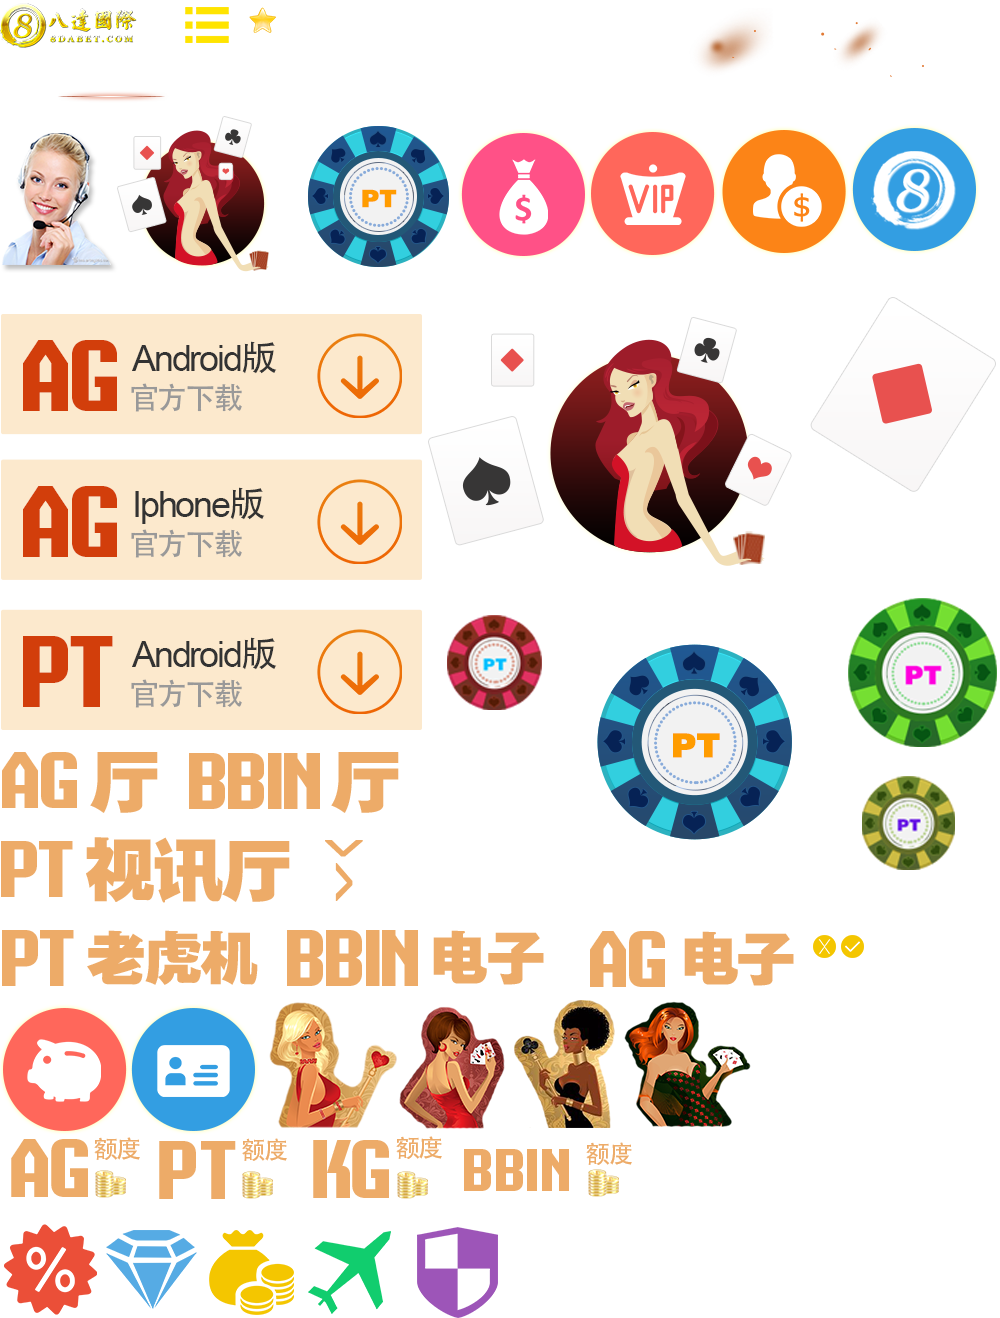 8 八達國際
8DABET.COM
PT
$
VIP
$
8
AG Android版
官方下载
AG Iphone版
官方下载
PT Android版
官方下载
PT
PT
PT
PT
AG 厅 BBIN 厅
PT 视讯厅
PT 老虎机 BBIN 电子 AG 电子
AG 额度 PT 额度 KG 额度 BBIN 额度
%